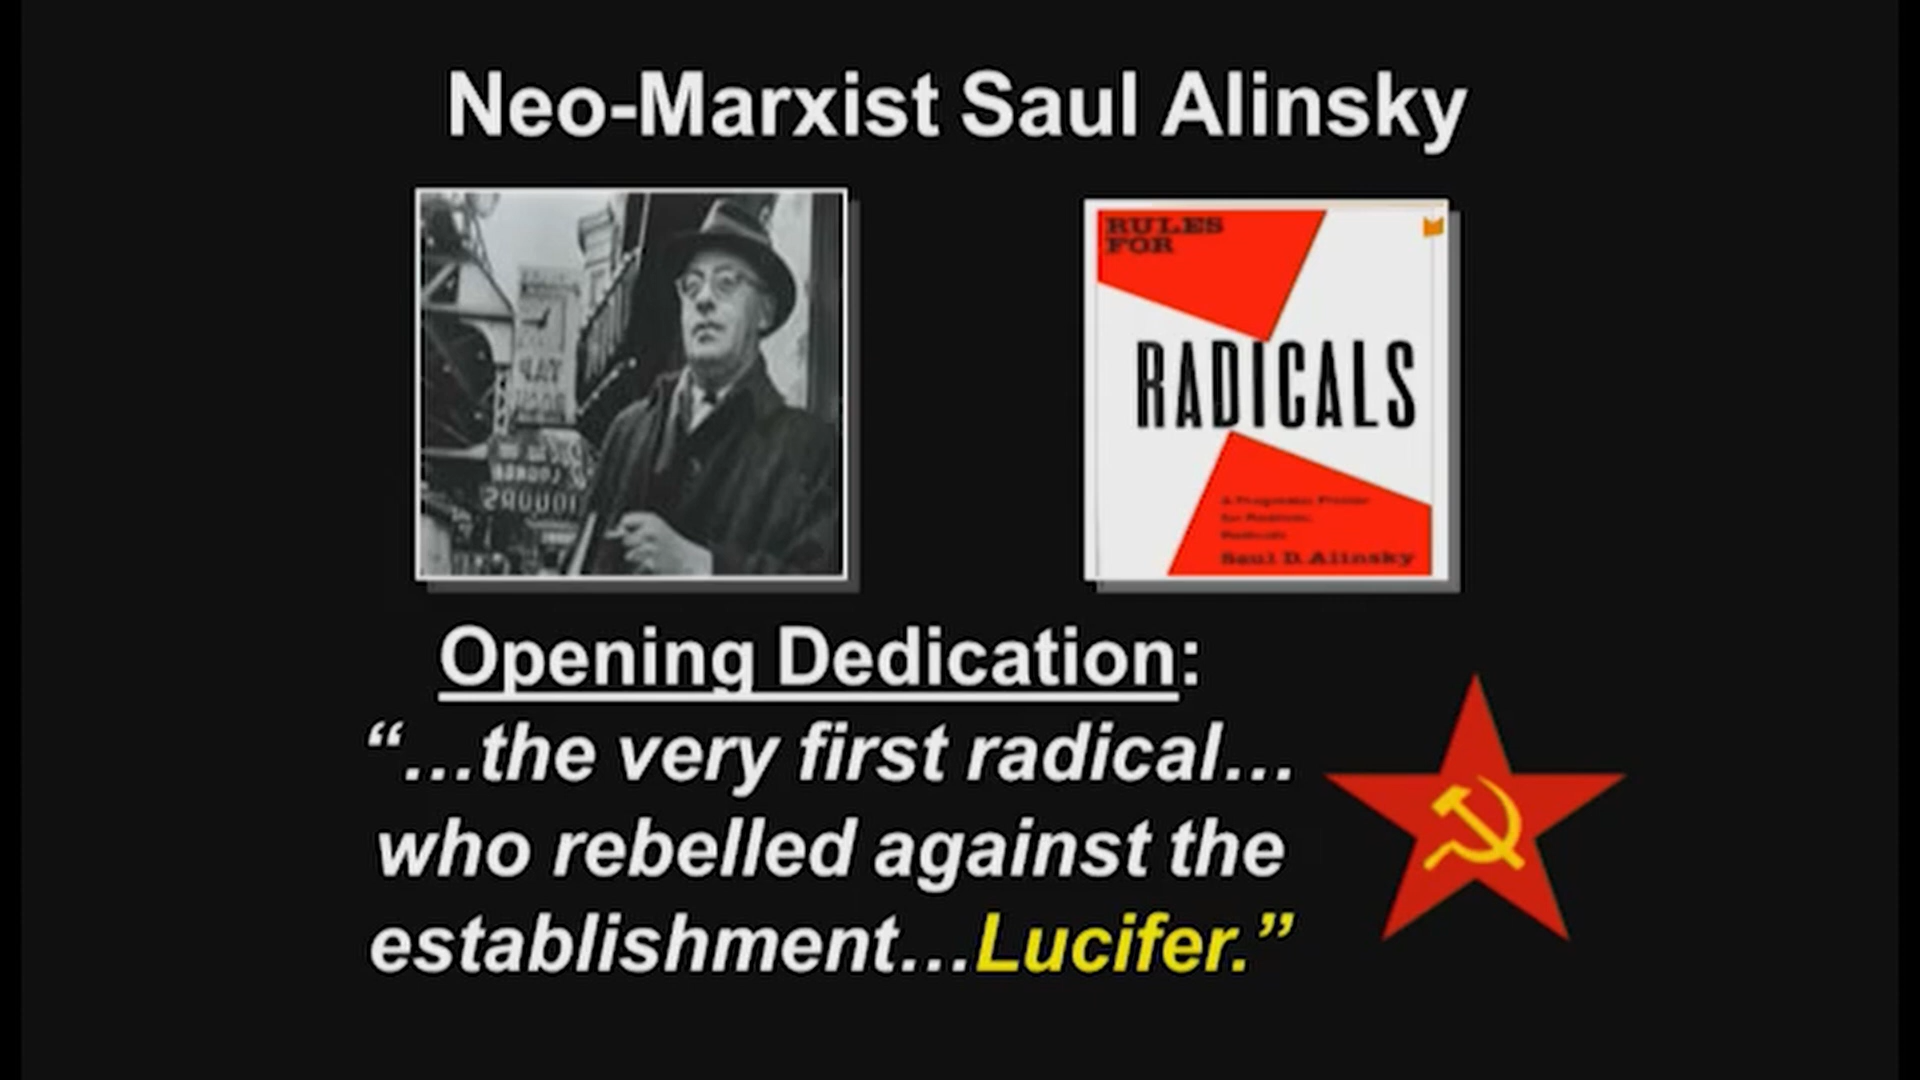 Neo-Marxist Saul Alinsky
RULES
FOR
RADICALS
Saul D. Alinsky
Opening Dedication:
“…the very first radical…
who rebelled against the
establishment…Lucifer.”